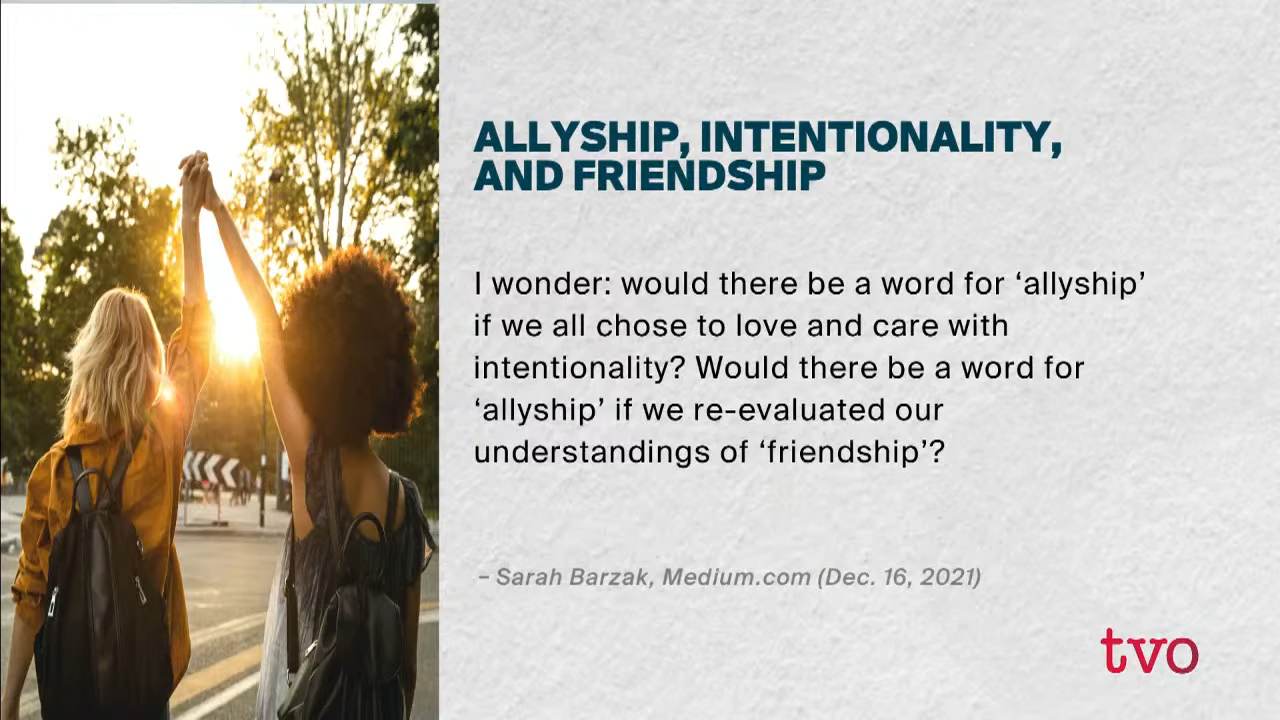 ALLYSHIP, INTENTIONALITY,
AND FRIENDSHIP
I wonder: would there be a word for ‘allyship’
if we all chose to love and care with
intentionality? Would there be a word for
‘allyship’ if we re-evaluated our
understandings of ‘friendship’?
– Sarah Barzak, Medium.com (Dec. 16, 2021)
tvo